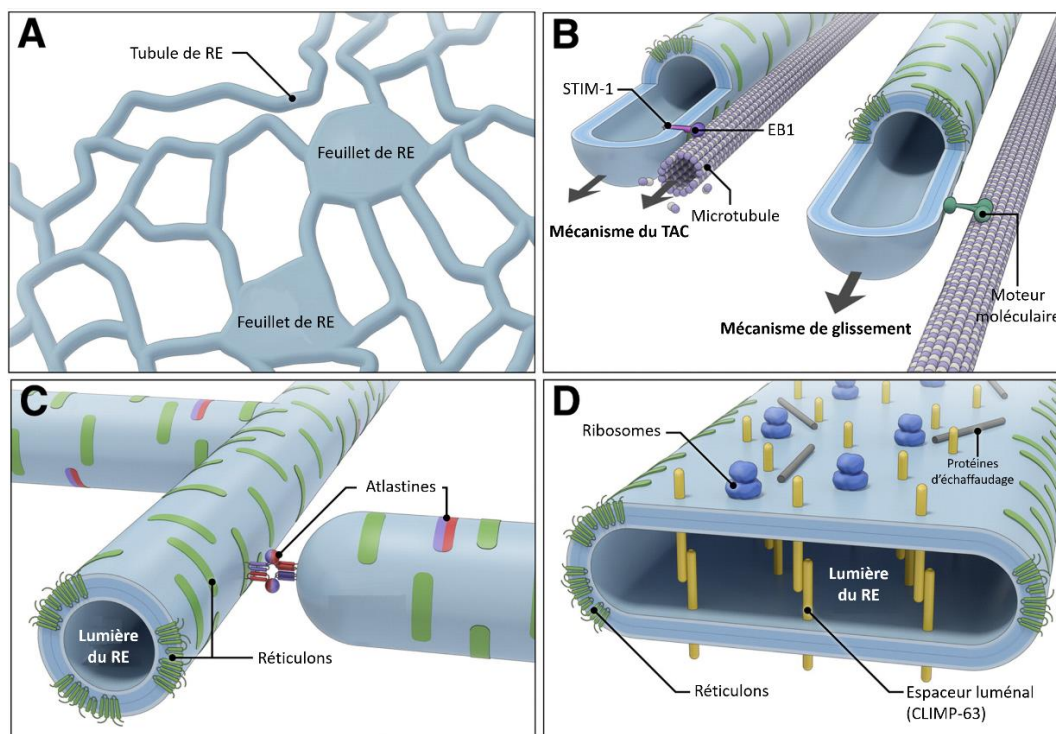 A
Tubule de RE
Feuillet de RE
Feuillet de RE
B
STIM-1
EB1
Microtubule
Mécanisme du TAC
Moteur
moléculaire
Mécanisme de glissement
C
Atlastines
Lumière
du RE
Réticulons
D
Ribosomes
Protéines
d'échaffaudage
Lumière
du RE
Réticulons
Espaceur luménal
(CLIMP-63)